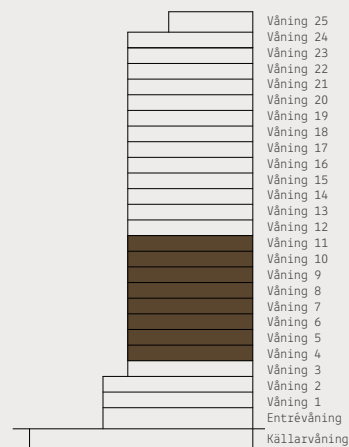 Våning 25
Våning 24
Våning 23
Våning 22
Våning 21
Våning 20
Våning 19
Våning 18
Våning 17
Våning 16
Våning 15
Våning 14
Våning 13
Våning 12
Våning 11
Våning 10
Våning 9
Våning 8
Våning 7
Våning 6
Våning 5
Våning 4
Våning 3
Våning 2
Våning 1
Entrévåning
Källarvåning